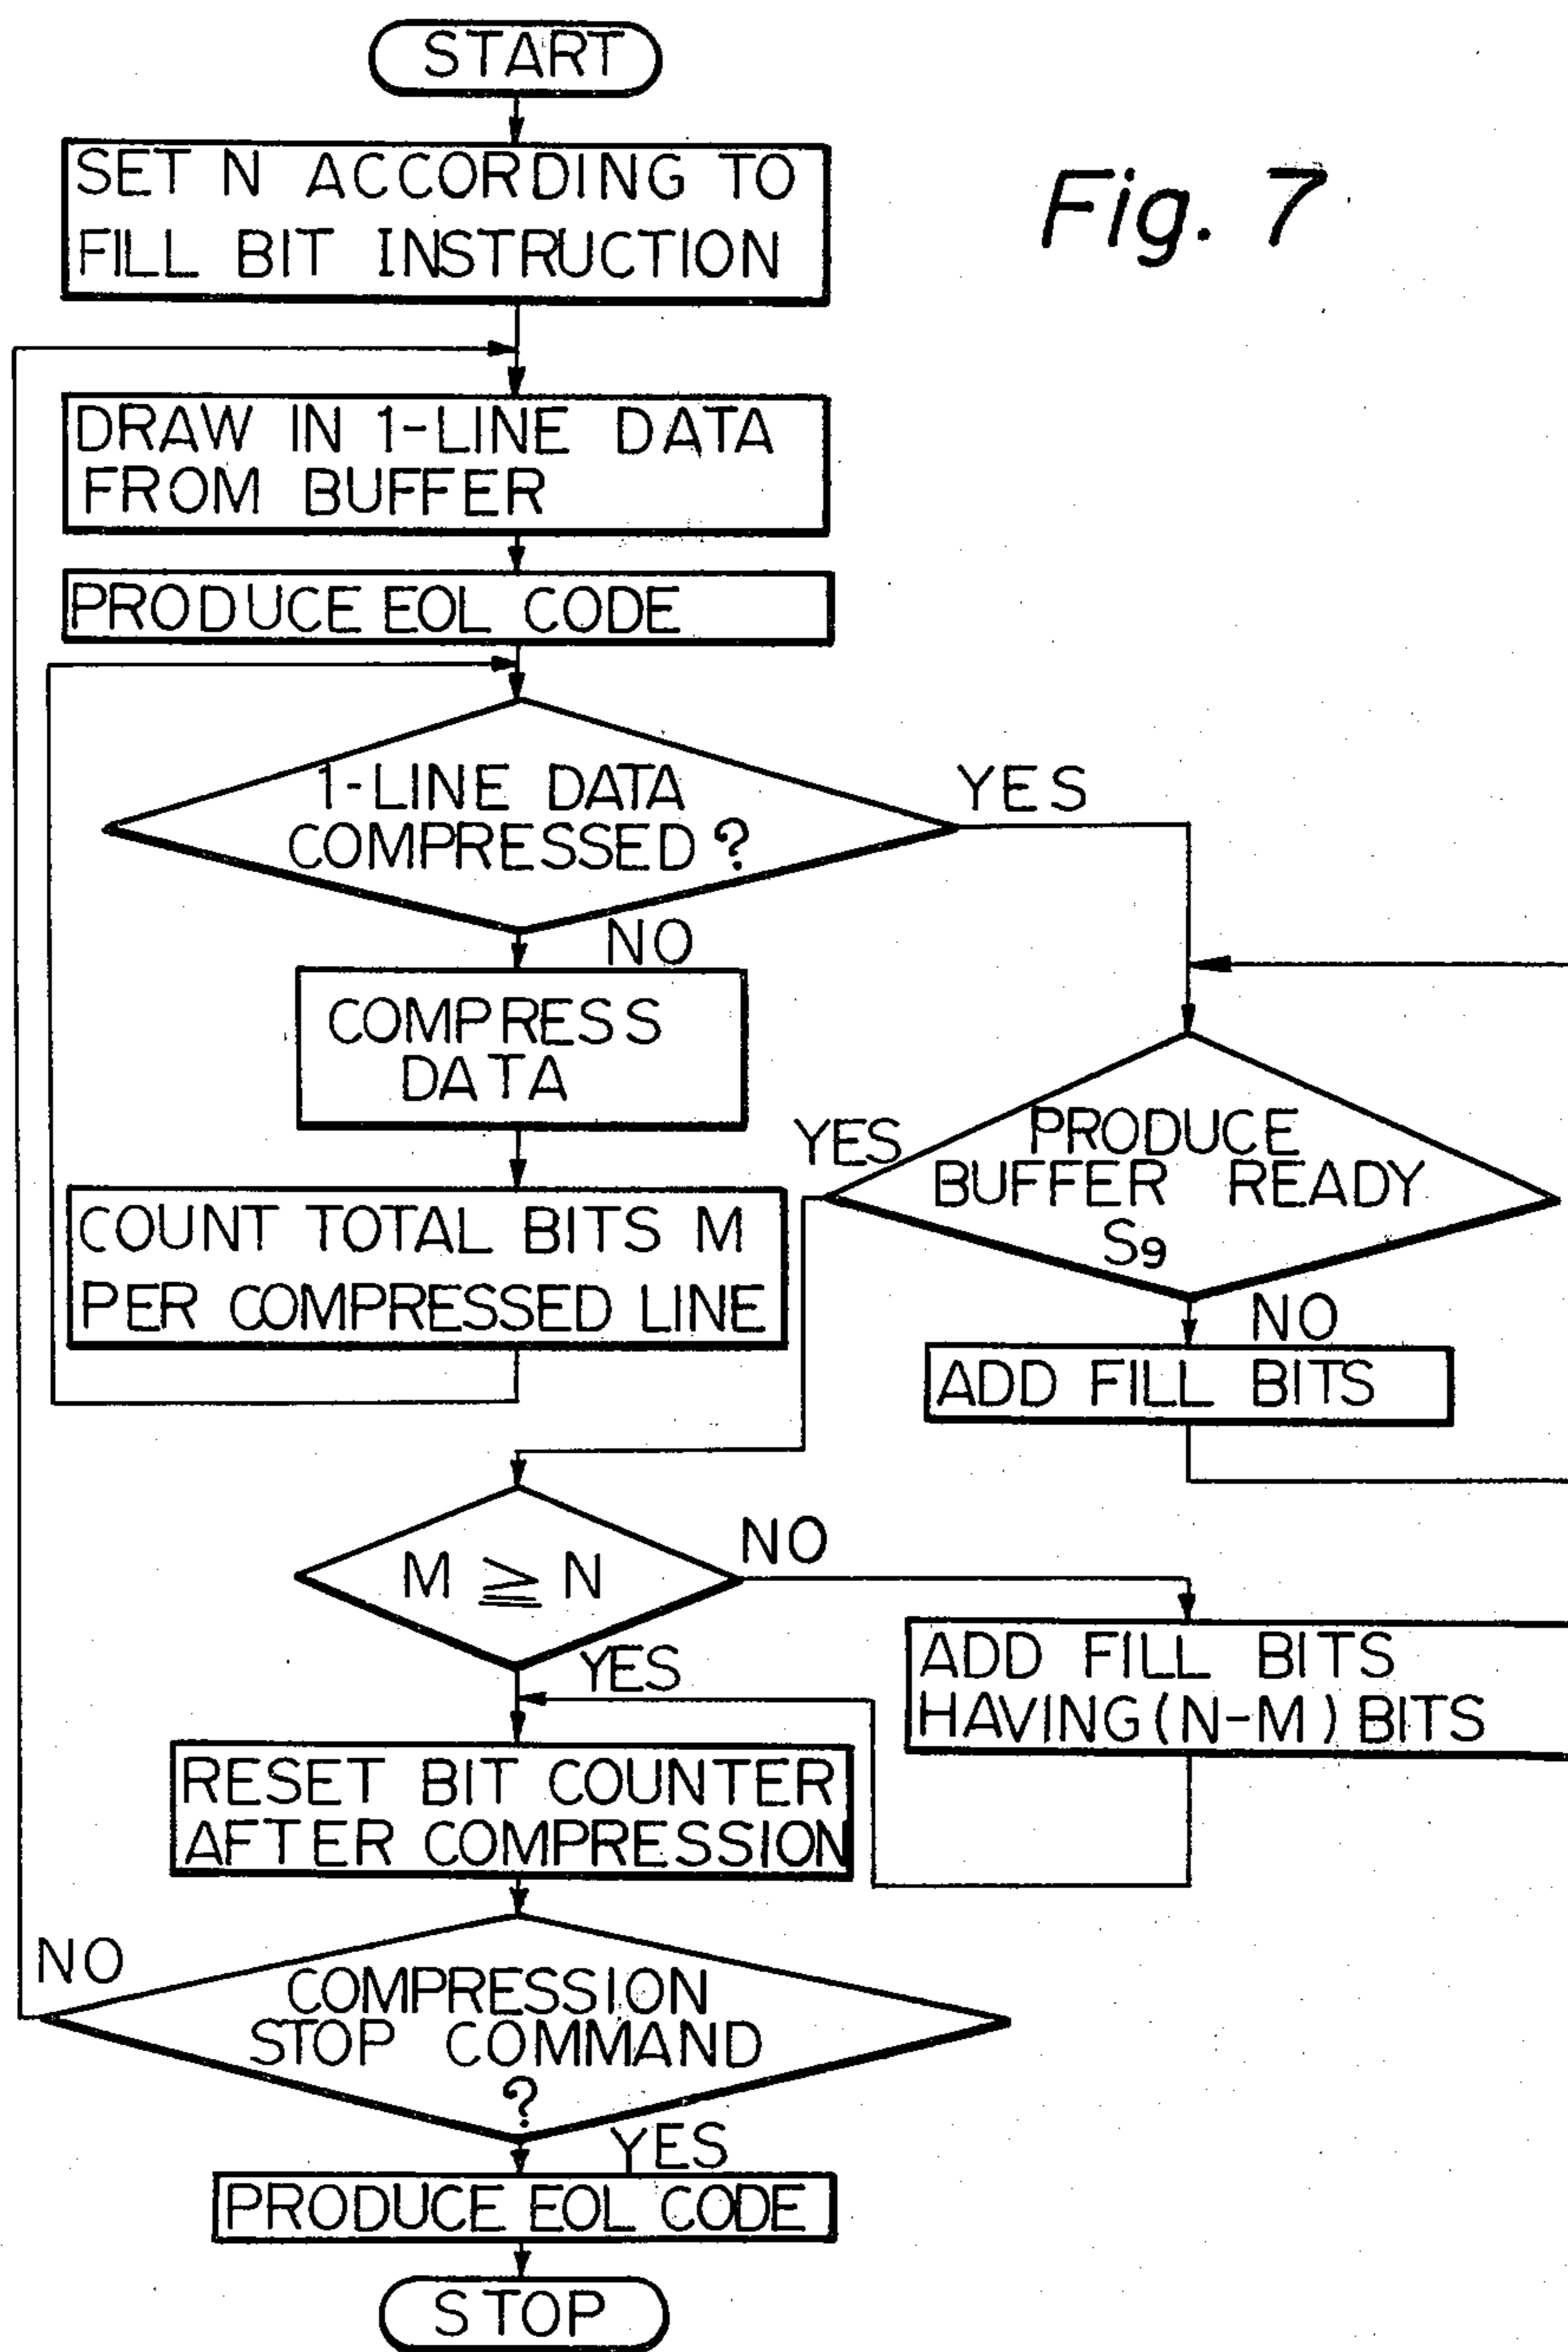 START
Fig. 7
SET N ACCORDING TO
FILL BIT INSTRUCTION
DRAW IN 1-LINE DATA
FROM BUFFER
PRODUCE EOL CODE
1-LINE DATA
COMPRESSED ?
YES
NO
COMPRESS
DATA
COUNT TOTAL BITS M
PER COMPRESSED LINE
YES
PRODUCE
BUFFER READY
S9
NO
ADD FILL BITS
M ≧ N
NO
YES
ADD FILL BITS
HAVING (N-M) BITS
RESET BIT COUNTER
AFTER COMPRESSION
NO
COMPRESSION
STOP COMMAND
?
YES
PRODUCE EOL CODE
STOP